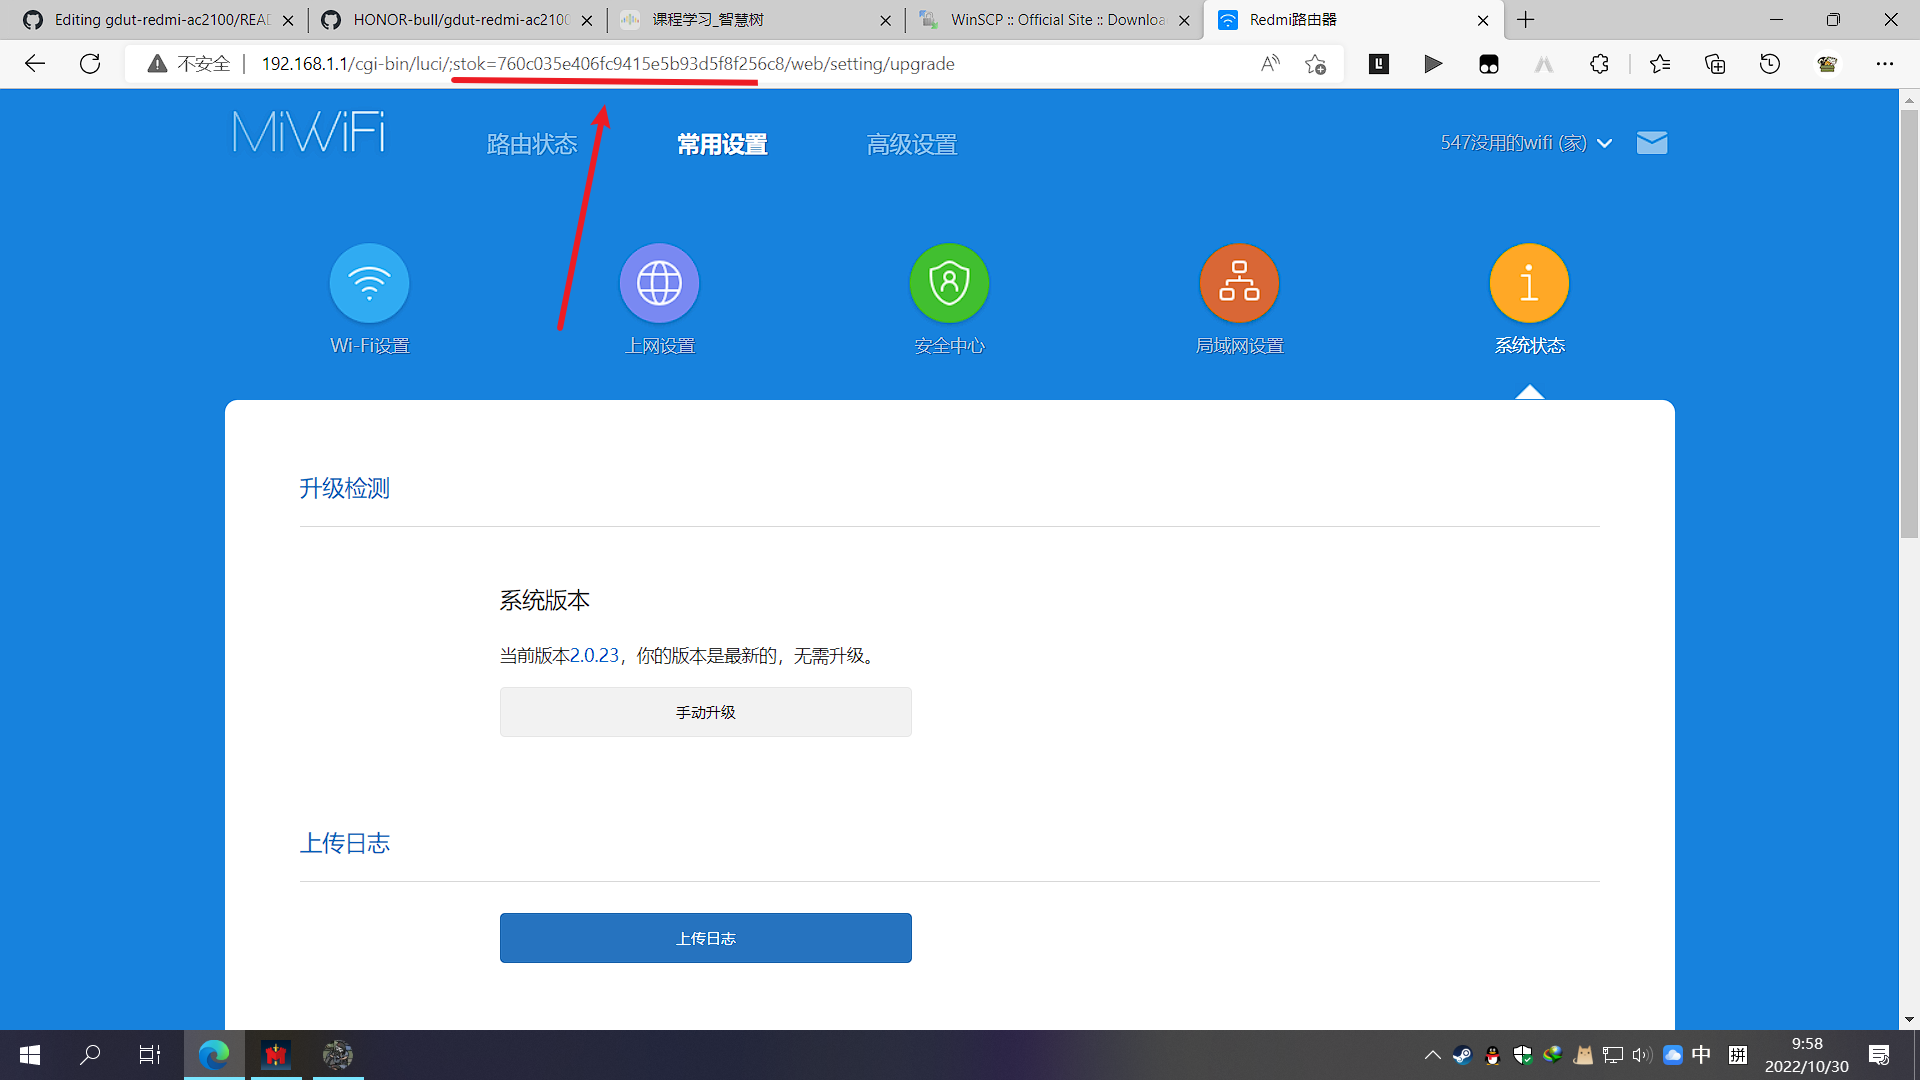 Editing gdut-redmi-ac2100/REA
HONOR-bull/gdut-redmi-ac2100
课程学习_智慧树
WinSCP :: Official Site :: Downloa
Redmi路由器
不安全
192.168.1.1/cgi-bin/luci/;stok=760c035e406fc9415e5b93d5f8f256c8/web/setting/upgrade
MiWiFi
路由状态
常用设置
高级设置
547没用的wifi (家)
Wi-Fi设置
上网设置
安全中心
局域网设置
系统状态
升级检测
系统版本
当前版本2.0.23，你的版本是最新的，无需升级。
手动升级
上传日志
上传日志
中
拼
9:58
2022/10/30